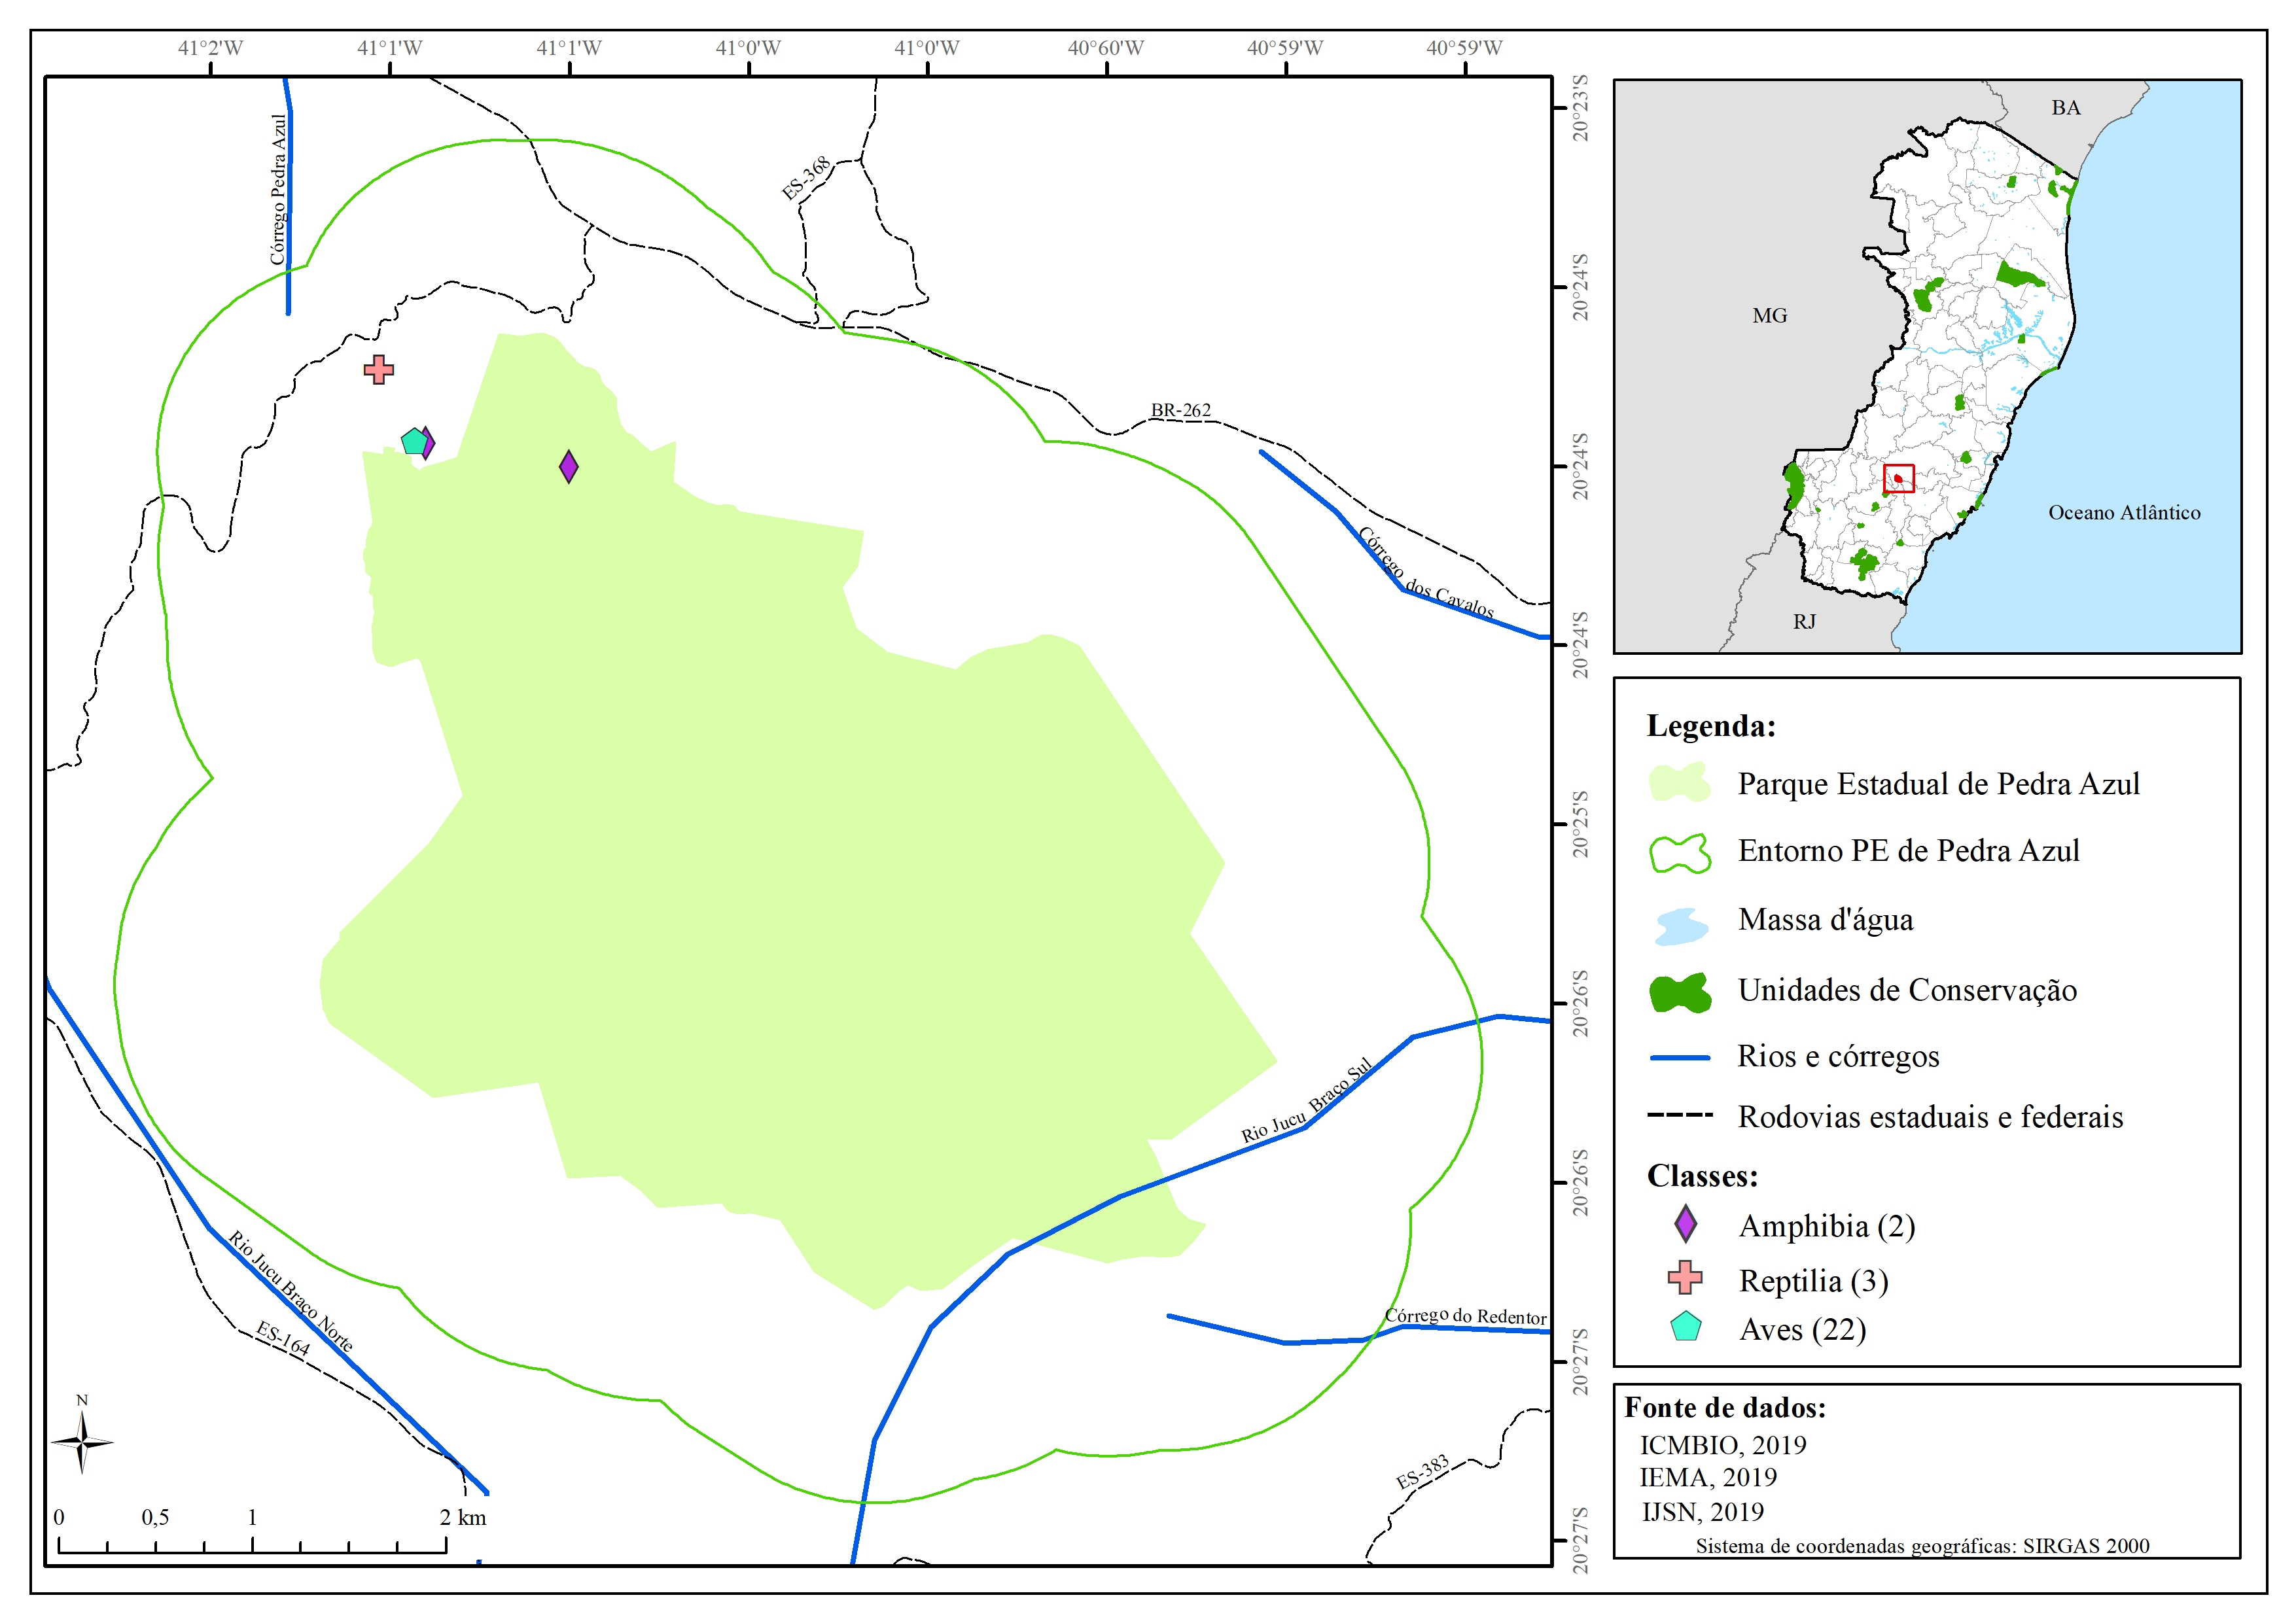 41°2'W
41°1'W
41°1'W
41°0'W
41°0'W
40°60'W
40°59'W
40°59'W
20°23'S
20°24'S
20°24'S
20°24'S
20°25'S
20°26'S
20°26'S
20°27'S
20°27'S
Córrego Pedra Azul
ES-368
BR-262
Córrego dos Cavalos
Rio Jucu Braço Sul
Córrego do Redentor
Rio Jucu Braço Norte
ES-164
ES-383
N
0
0,5
1
2 km
BA
MG
Oceano Atlântico
RJ
Legenda:
Parque Estadual de Pedra Azul
Entorno PE de Pedra Azul
Massa d'água
Unidades de Conservação
Rios e córregos
Rodovias estaduais e federais
Classes:
Amphibia (2)
Reptilia (3)
Aves (22)
Fonte de dados:
ICMBIO, 2019
IEMA, 2019
IJSN, 2019
Sistema de coordenadas geográficas: SIRGAS 2000